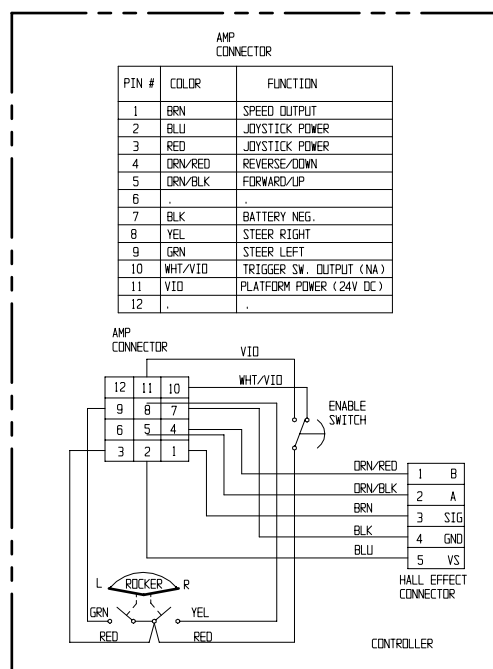 AMP
CONNECTOR
PIN # COLOR FUNCTION
1 BRN SPEED OUTPUT
2 BLU JOYSTICK POWER
3 RED JOYSTICK POWER
4 ORN/RED REVERSE/DOWN
5 ORN/BLK FORWARD/UP
6 . .
7 BLK BATTERY NEG.
8 YEL STEER RIGHT
9 GRN STEER LEFT
10 WHT/VIO TRIGGER SW. OUTPUT (NA)
11 VIO PLATFORM POWER (24V DC)
12 . .
AMP
CONNECTOR
VIO
WHT/VIO
12 11 10
9 8 7
6 5 4
3 2 1
ENABLE
SWITCH
ORN/RED
1 B
ORN/BLK
2 A
BRN
3 SIG
BLK
4 GND
BLU
5 VS
HALL EFFECT
CONNECTOR
L ROCKER R
GRN YEL
RED RED
CONTROLLER